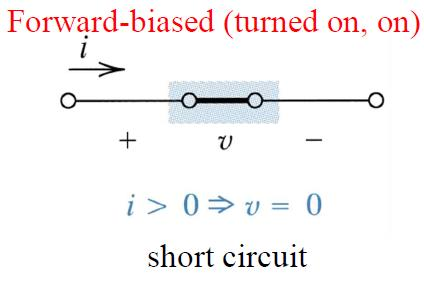 Forward-biased (turned on, on)
i
+ v −
i > 0 ⇒ v = 0
short circuit